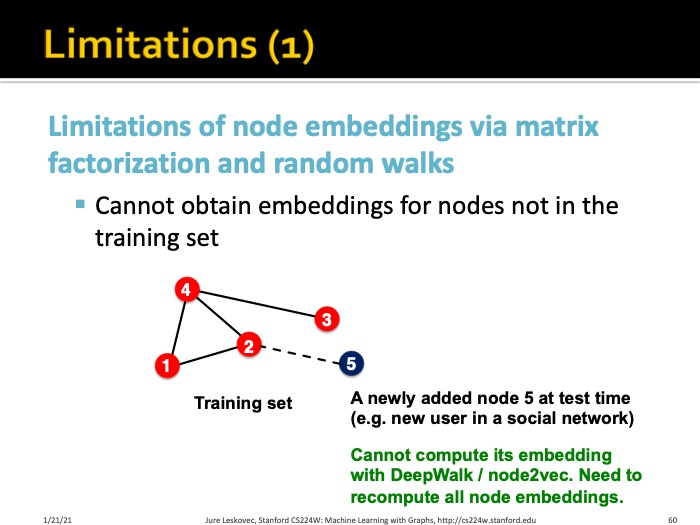 Limitations (1)
Limitations of node embeddings via matrix
factorization and random walks
Cannot obtain embeddings for nodes not in the
training set
4
3
2
1
5
Training set
A newly added node 5 at test time
(e.g. new user in a social network)
Cannot compute its embedding
with DeepWalk / node2vec. Need to
recompute all node embeddings.
1/21/21
Jure Leskovec, Stanford CS224W: Machine Learning with Graphs, http://cs224w.stanford.edu
60